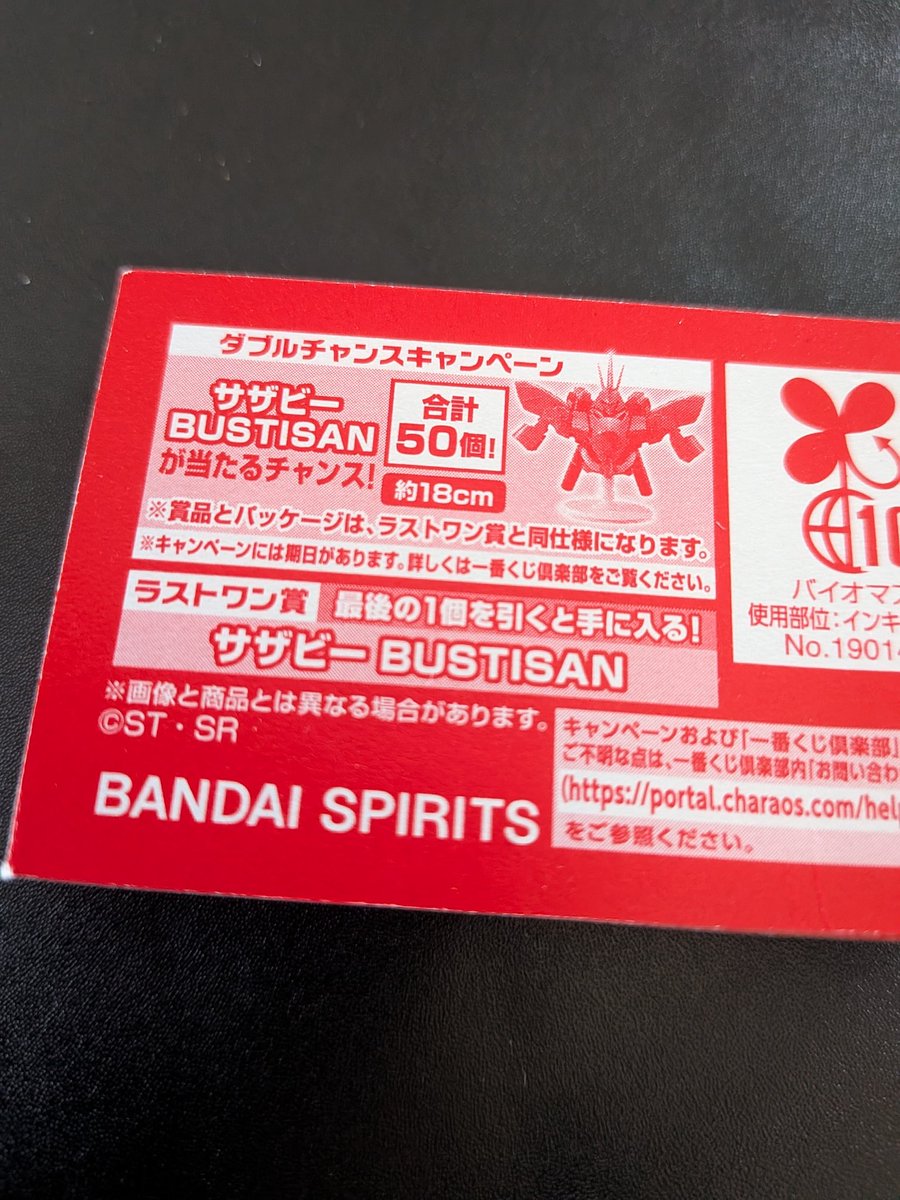 ダブルチャンスキャンペーン
サザビー
BUSTISAN
が当たるチャンス!
合計
50個!
約18cm
※賞品とパッケージは、ラストワン賞と同仕様になります。
※キャンペーンには期日があります。詳しくは一番くじ倶楽部をご覧ください。
ラストワン賞 最後の1個を引くと手に入る!
サザビー BUSTISAN
※画像と商品とは異なる場合があります。
©ST・SR
BANDAI SPIRITS
10
バイオマ
使用部位:インキ
No.19014
キャンペーンおよび「一番くじ倶楽部」
ご不明な点は、一番くじ倶楽部内「お問い合わ
(https://portal.charaos.com/help
をご参照ください。